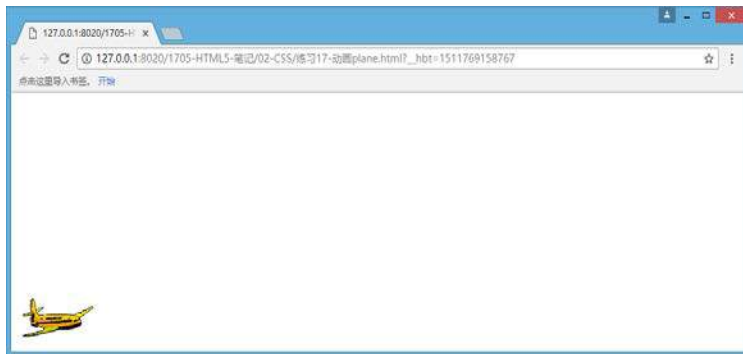 127.0.0.1:8020/1705-H
127.0.0.1:8020/1705-HTML5-笔记/02-CSS/练习17-动画plane.html?__hbt=1511769158767
点击这里导入书签。 开始